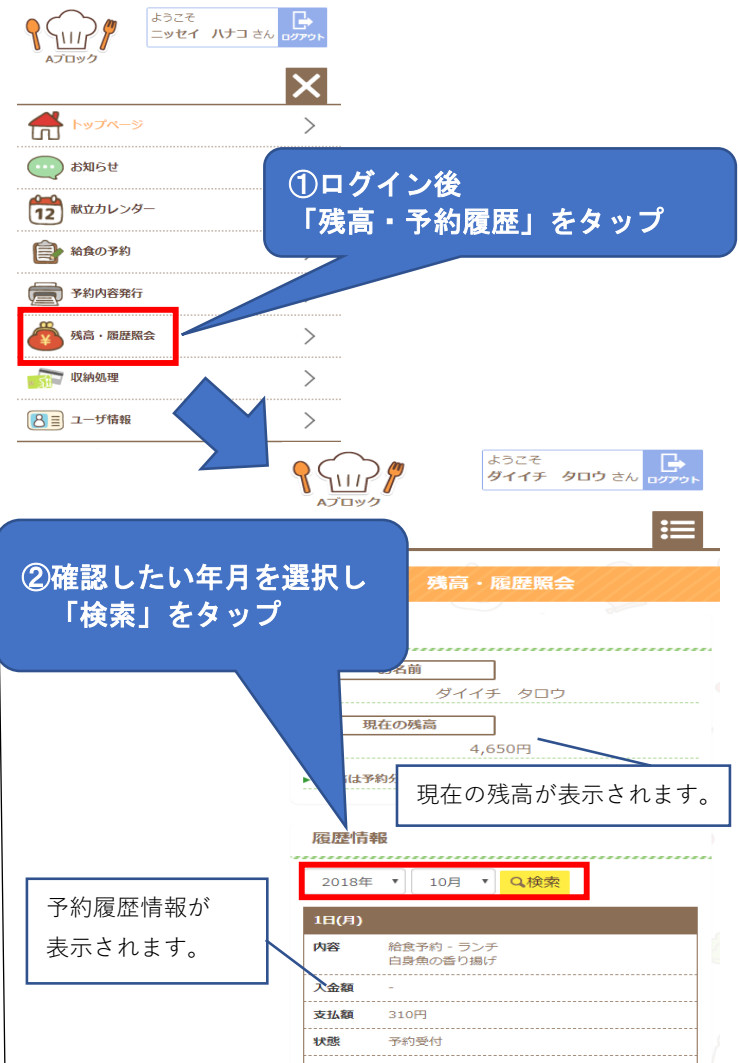 ようこそ
ニッセイ ハナコ さん
ログアウト
Aブロック
トップページ
お知らせ
12
献立カレンダー
給食の予約
予約内容発行
残高・履歴照会
収納処理
ユーザ情報
①ログイン後
「残高・予約履歴」をタップ
ようこそ
ダイイチ タロウ さん
ログアウト
Aブロック
②確認したい年月を選択し
「検索」をタップ
残高・履歴照会
名前
ダイイチ タロウ
現在の残高
4,650円
は予約分
現在の残高が表示されます。
履歴情報
2018年 10月 検索
予約履歴情報が
表示されます。
1日(月)
内容 給食予約 - ランチ
白身魚の香り揚げ
入金額 -
支払額 310円
状態 予約受付